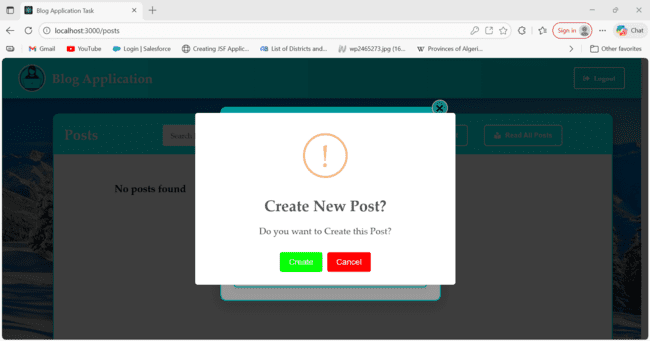 Blog Application Task
localhost:3000/posts
Sign in
Chat
Gmail
YouTube
Login | Salesforce
Creating JSF Applic...
List of Districts and...
wp2465273.jpg (16...
Provinces of Algeri...
Other favorites
Blog Application
Logout
Posts
Search
Read All Posts
No posts found
!
Create New Post?
Do you want to Create this Post?
Create
Cancel